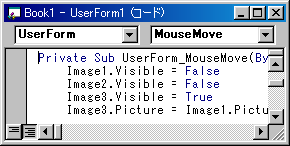 Book1 - UserForm1 (コード)
UserForm MouseMove
Private Sub UserForm_MouseMove(By
Image1.Visible = False
Image2.Visible = False
Image3.Visible = True
Image3.Picture = Image1.Pictu